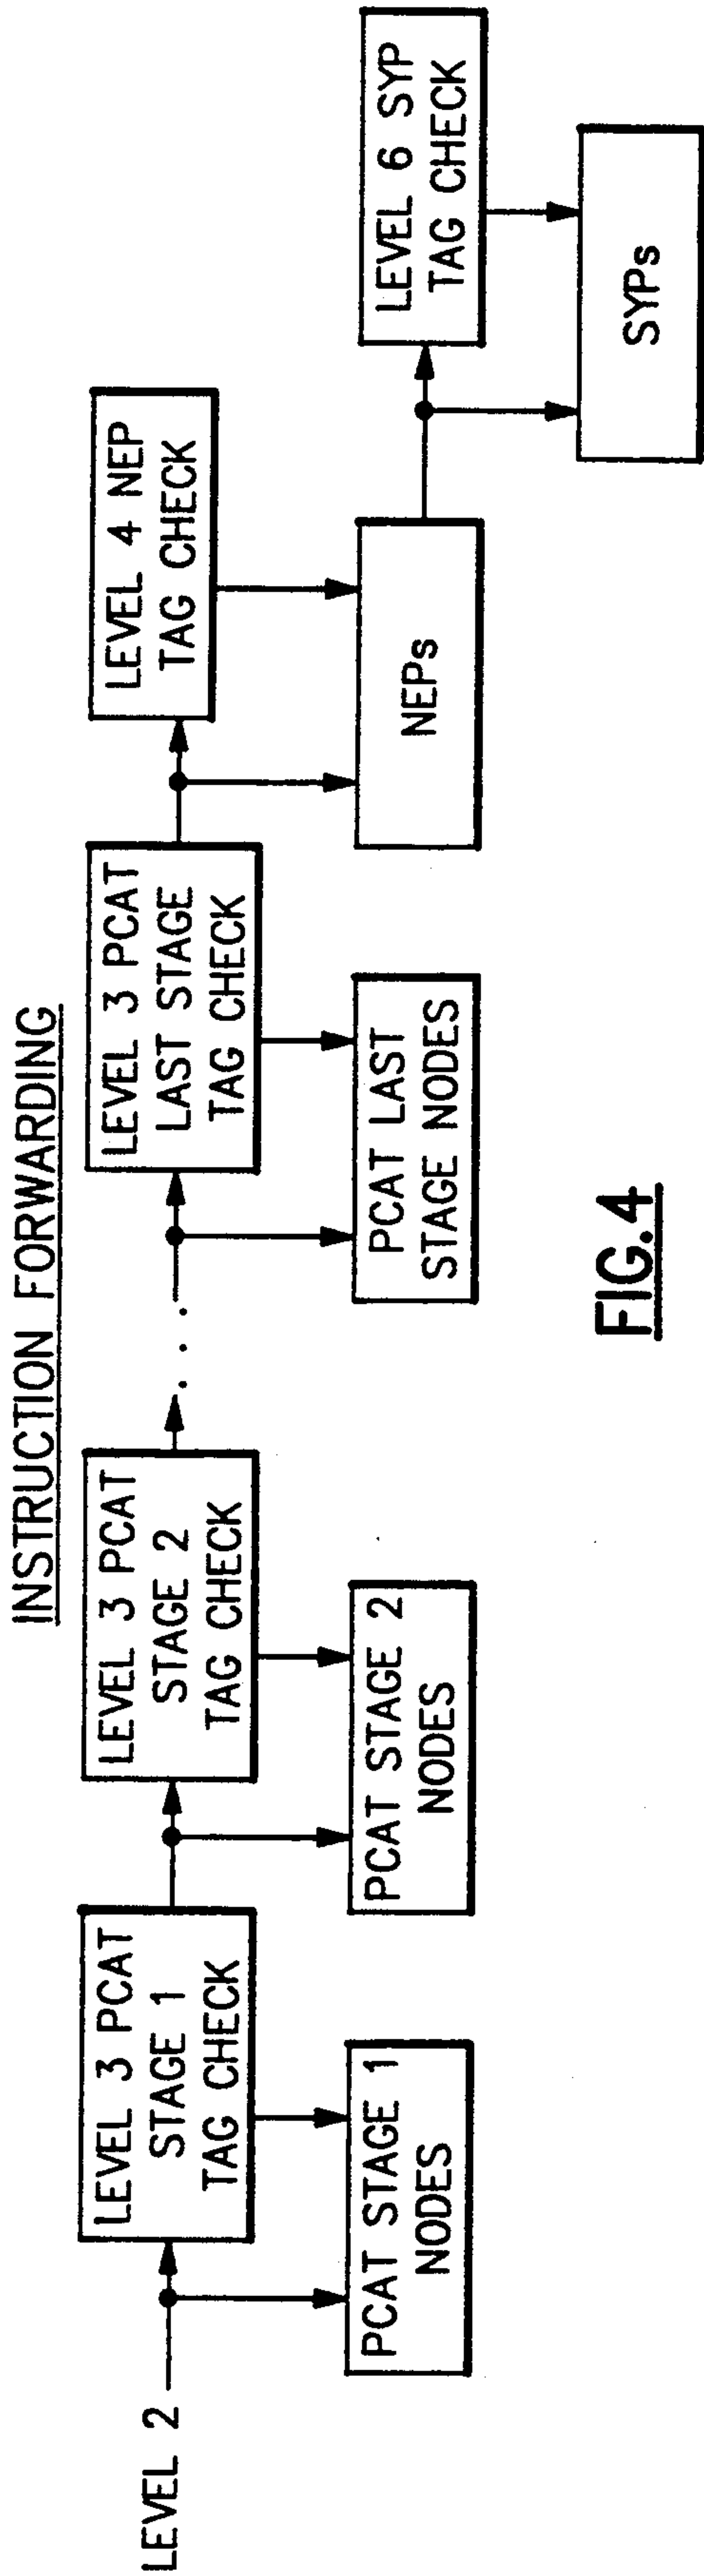 INSTRUCTION FORWARDING
LEVEL 2
LEVEL 3 PCAT
STAGE 1
TAG CHECK
PCAT STAGE 1
NODES
LEVEL 3 PCAT
STAGE 2
TAG CHECK
PCAT STAGE 2
NODES
. . .
LEVEL 3 PCAT
LAST STAGE
TAG CHECK
PCAT LAST
STAGE NODES
LEVEL 4 NEP
TAG CHECK
NEPs
LEVEL 6 SYP
TAG CHECK
SYPs
FIG.4